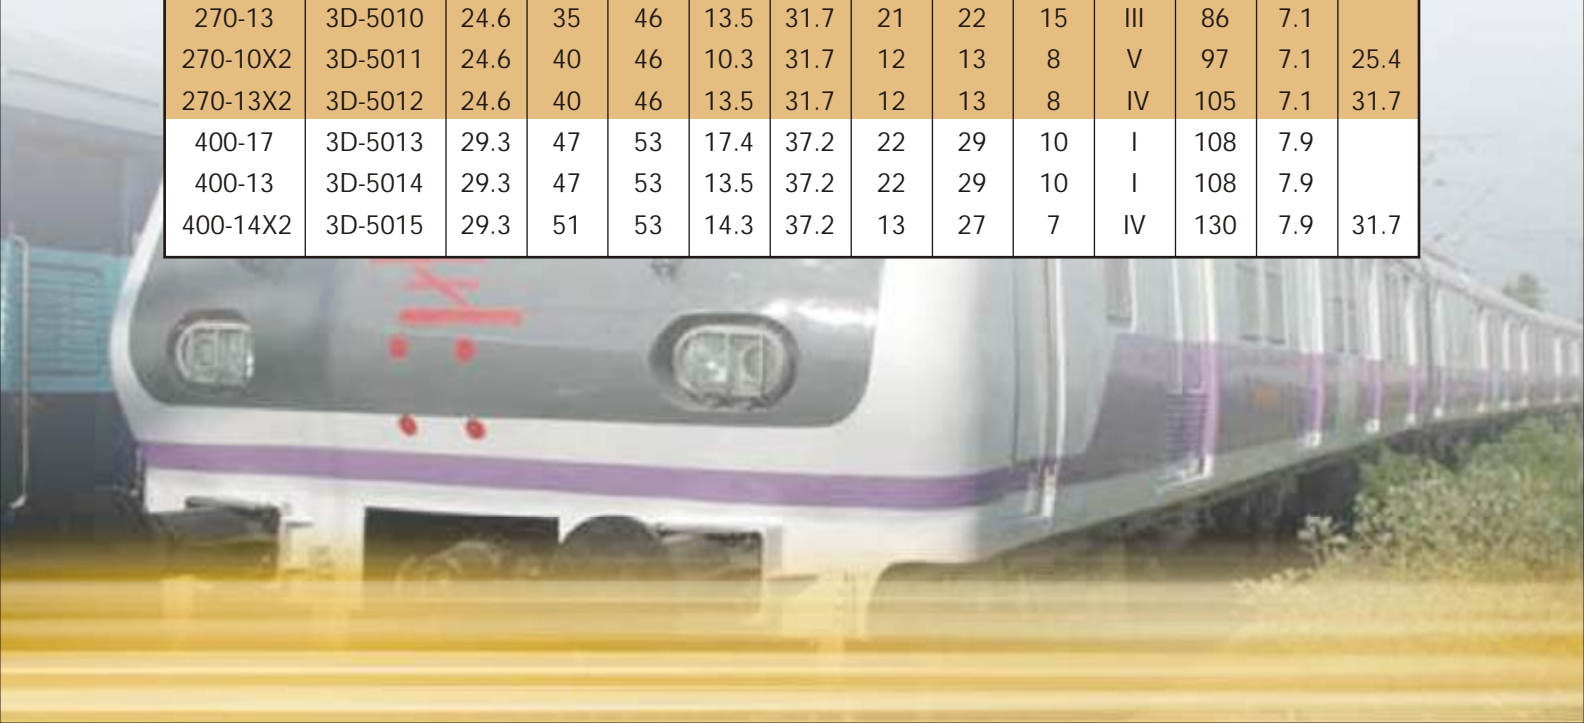 270-13 3D-5010 24.6 35 46 13.5 31.7 21 22 15 III 86 7.1
270-10X2 3D-5011 24.6 40 46 10.3 31.7 12 13 8 V 97 7.1 25.4
270-13X2 3D-5012 24.6 40 46 13.5 31.7 12 13 8 IV 105 7.1 31.7
400-17 3D-5013 29.3 47 53 17.4 37.2 22 29 10 I 108 7.9
400-13 3D-5014 29.3 47 53 13.5 37.2 22 29 10 I 108 7.9
400-14X2 3D-5015 29.3 51 53 14.3 37.2 13 27 7 IV 130 7.9 31.7